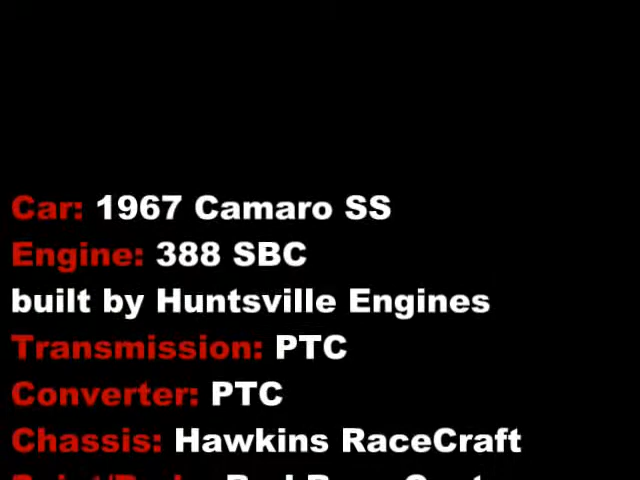 Car: 1967 Camaro SS
Engine: 388 SBC
built by Huntsville Engines
Transmission: PTC
Converter: PTC
Chassis: Hawkins RaceCraft